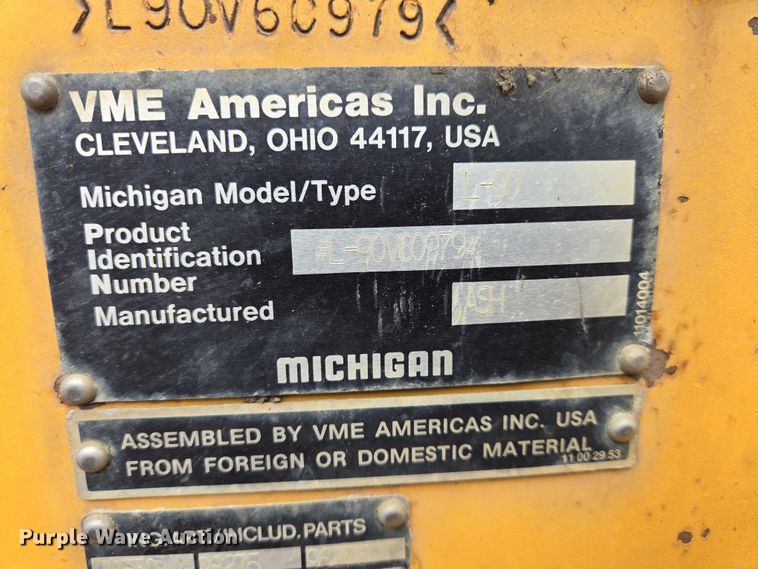 >L90V60979<
VME Americas Inc.
CLEVELAND, OHIO 44117, USA
Michigan Model/Type L-90
Product
Identification #L-90V60979#
Number
Manufactured ASH
11014004
MICHIGAN
ASSEMBLED BY VME AMERICAS INC. USA
FROM FOREIGN OR DOMESTIC MATERIAL
11 00 29 53
INCLUD. PARTS
Purple Wave Auction